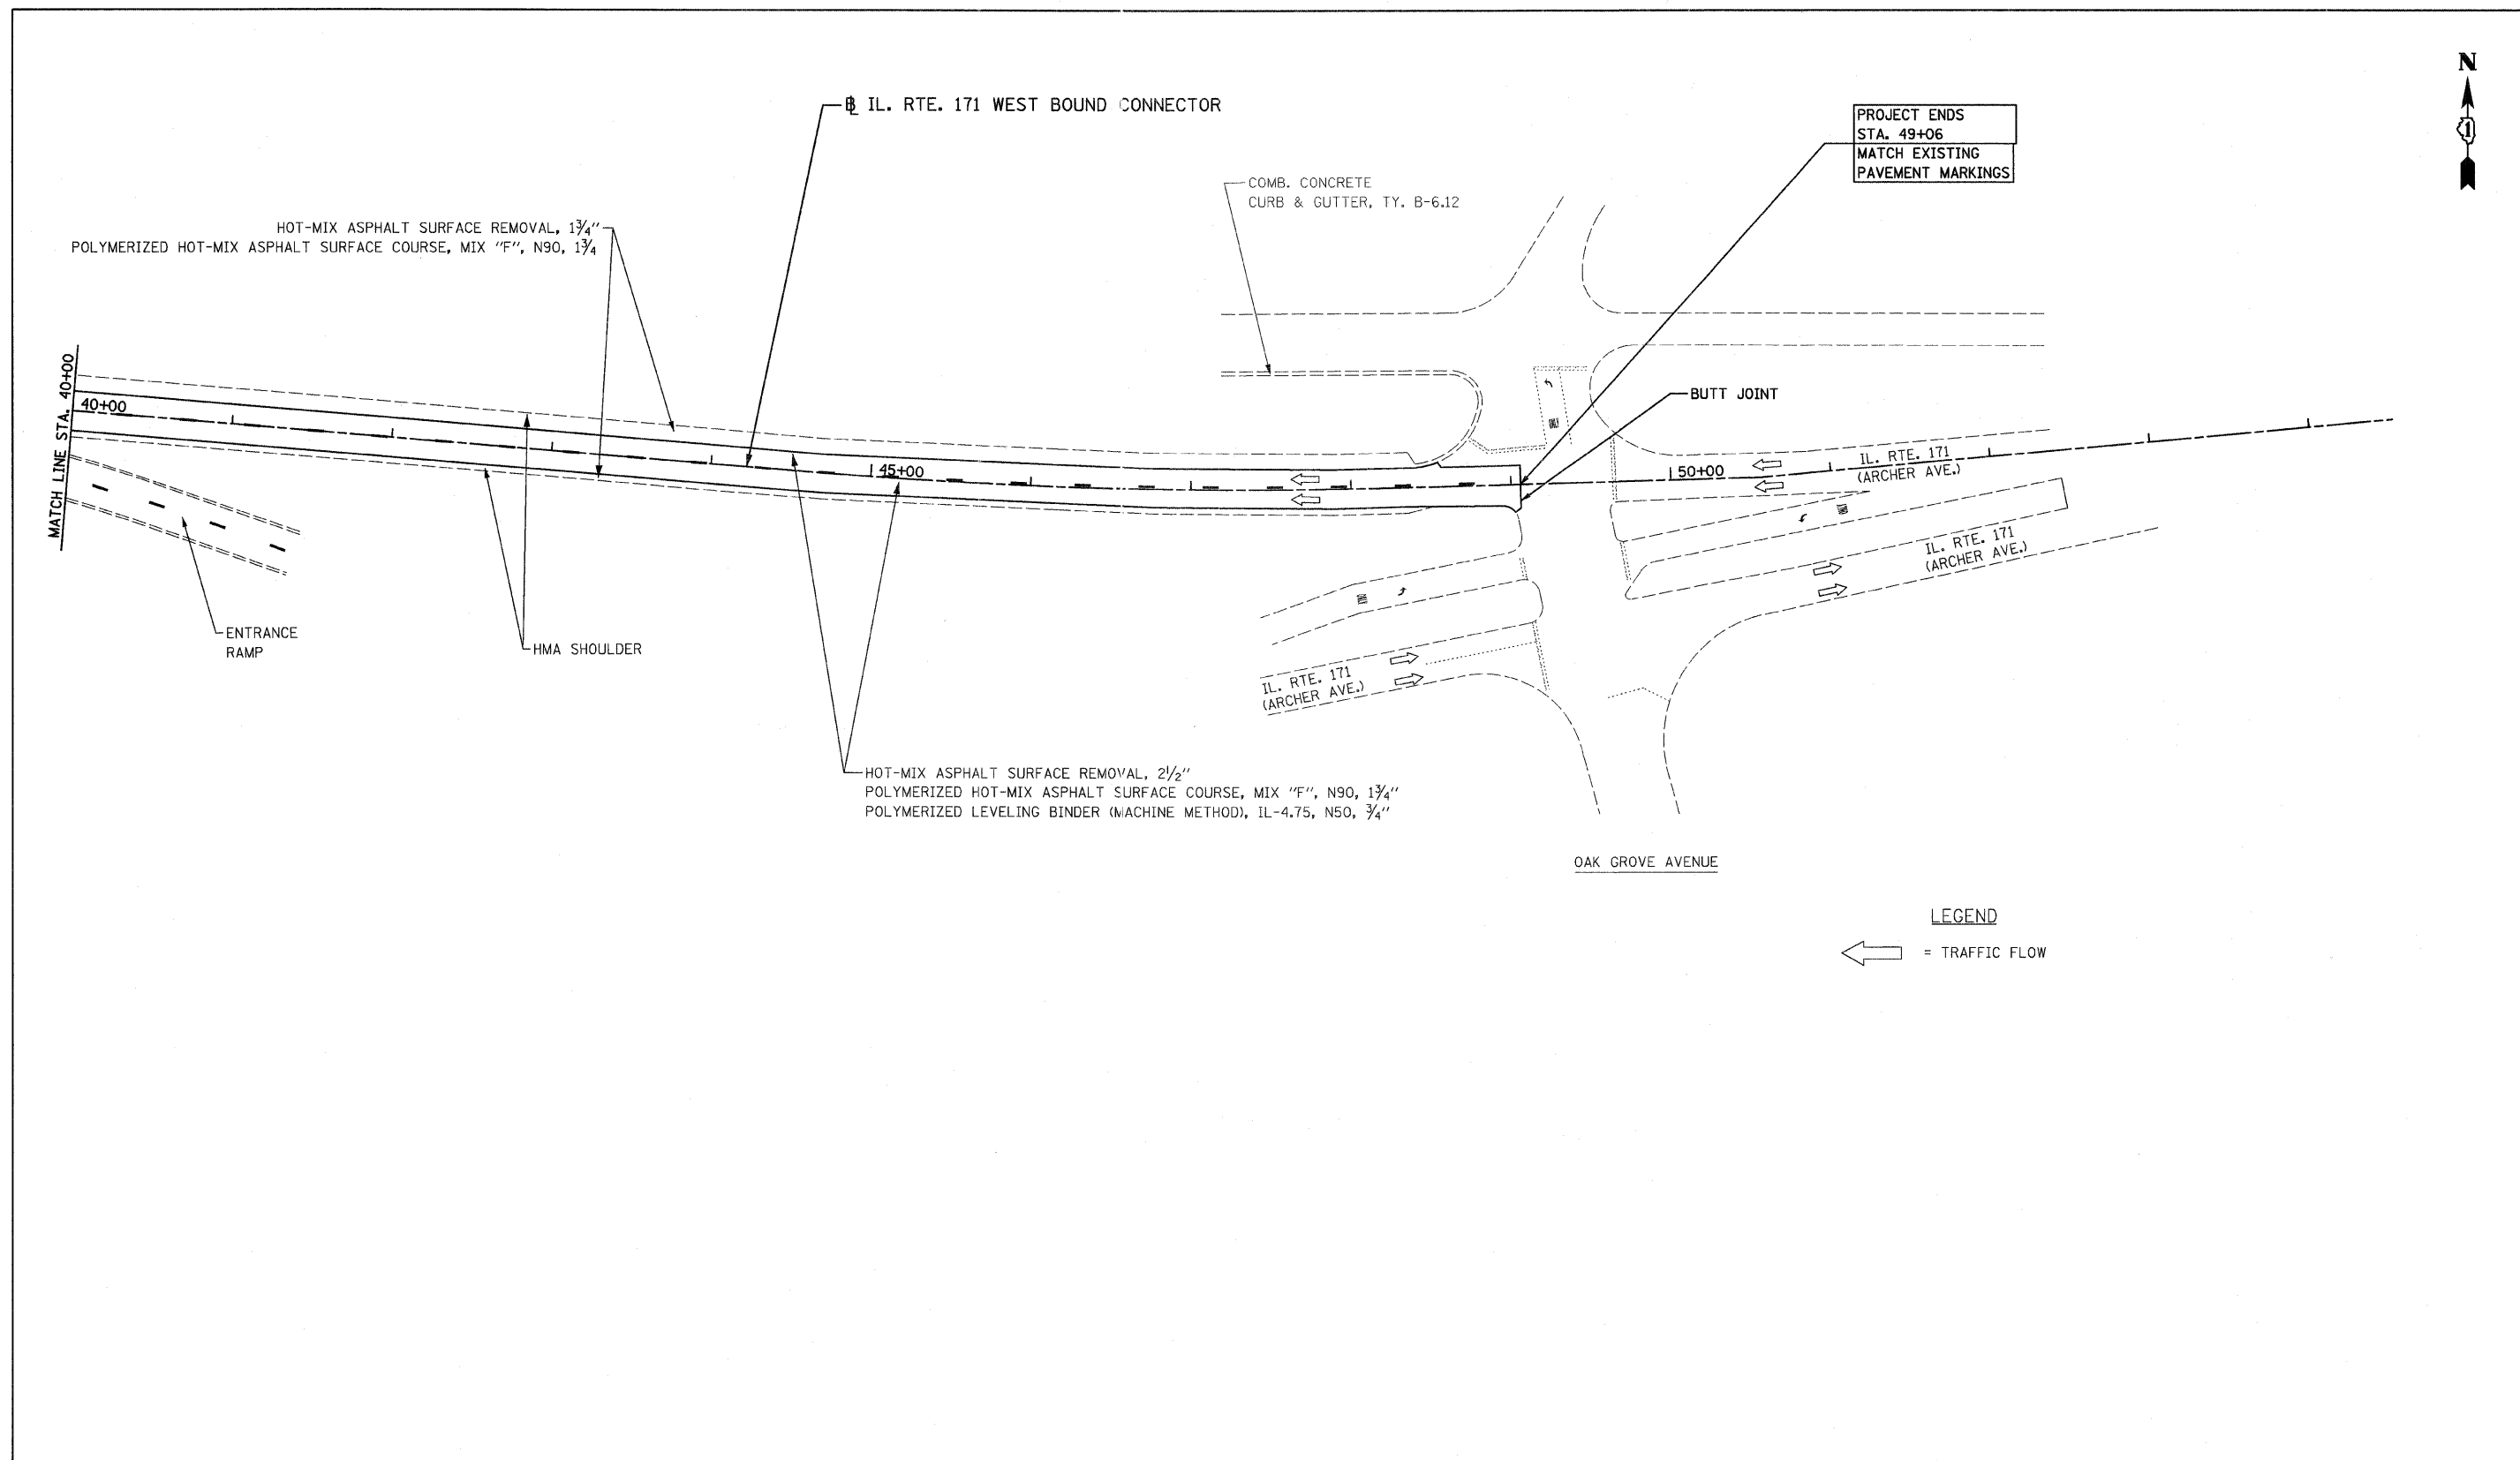 N
1
℄ IL. RTE. 171 WEST BOUND CONNECTOR
PROJECT ENDS
STA. 49+06
MATCH EXISTING
PAVEMENT MARKINGS
COMB. CONCRETE
CURB & GUTTER, TY. B-6.12
HOT-MIX ASPHALT SURFACE REMOVAL, 1¾"
POLYMERIZED HOT-MIX ASPHALT SURFACE COURSE, MIX "F", N90, 1¾
MATCH LINE STA. 40+00
40+00
BUTT JOINT
45+00
50+00
IL. RTE. 171
(ARCHER AVE.)
IL. RTE. 171
(ARCHER AVE.)
ENTRANCE
RAMP
HMA SHOULDER
IL. RTE. 171
(ARCHER AVE.)
HOT-MIX ASPHALT SURFACE REMOVAL, 2½"
POLYMERIZED HOT-MIX ASPHALT SURFACE COURSE, MIX "F", N90, 1¾"
POLYMERIZED LEVELING BINDER (MACHINE METHOD), IL-4.75, N50, ¾"
OAK GROVE AVENUE
LEGEND
= TRAFFIC FLOW